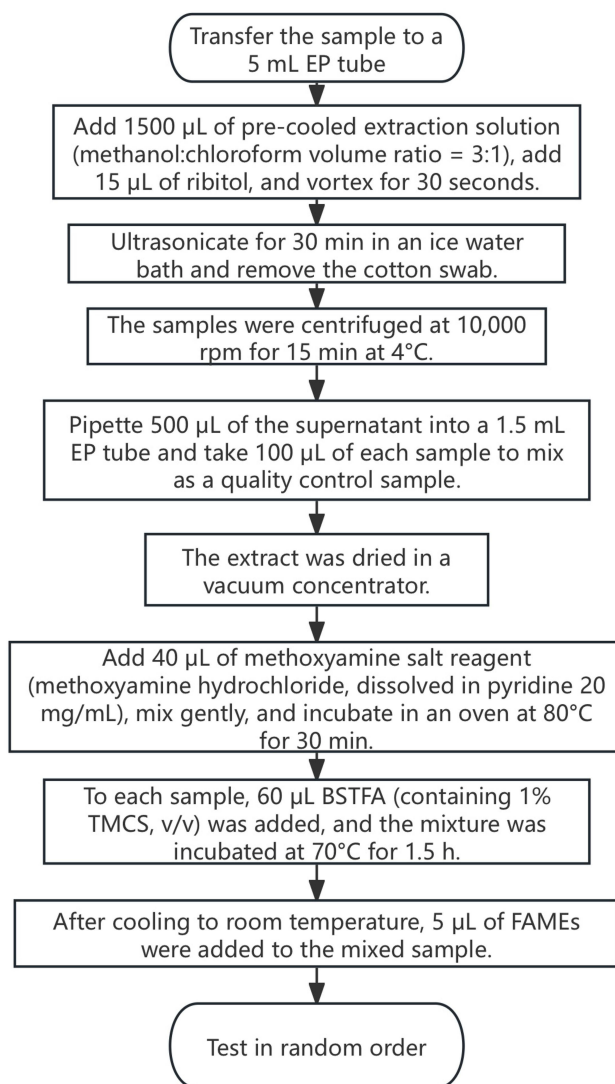 Transfer the sample to a
5 mL EP tube
Add 1500 μL of pre-cooled extraction solution
(methanol:chloroform volume ratio = 3:1), add
15 μL of ribitol, and vortex for 30 seconds.
Ultrasonicate for 30 min in an ice water
bath and remove the cotton swab.
The samples were centrifuged at 10,000
rpm for 15 min at 4°C.
Pipette 500 μL of the supernatant into a 1.5 mL
EP tube and take 100 μL of each sample to mix
as a quality control sample.
The extract was dried in a
vacuum concentrator.
Add 40 μL of methoxyamine salt reagent
(methoxyamine hydrochloride, dissolved in pyridine 20
mg/mL), mix gently, and incubate in an oven at 80°C
for 30 min.
To each sample, 60 μL BSTFA (containing 1%
TMCS, v/v) was added, and the mixture was
incubated at 70°C for 1.5 h.
After cooling to room temperature, 5 μL of FAMEs
were added to the mixed sample.
Test in random order